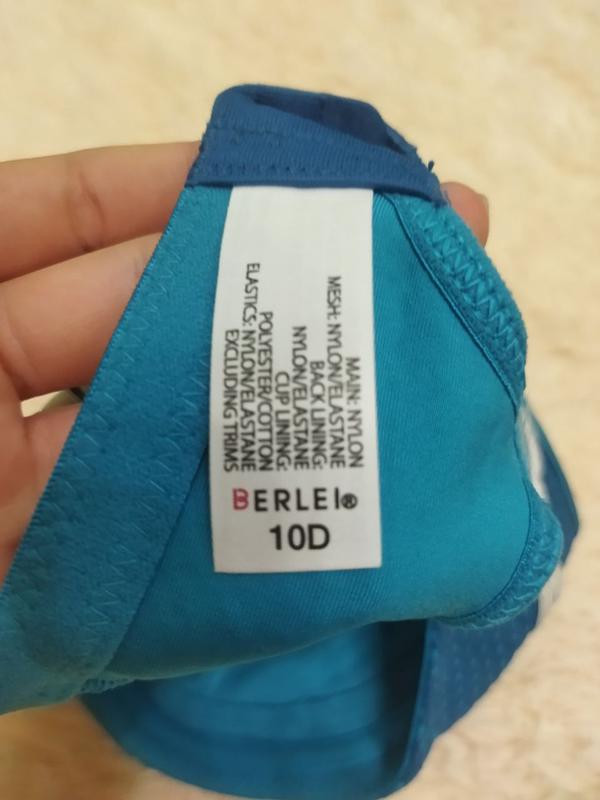 MAIN: NYLON
MESH: NYLON/ELASTANE
BACK LINING:
NYLON/ELASTANE
CUP LINING:
POLYESTER/COTTON
ELASTICS: NYLON/ELASTANE
EXCLUDING TRIMS
BERLEI®
10D